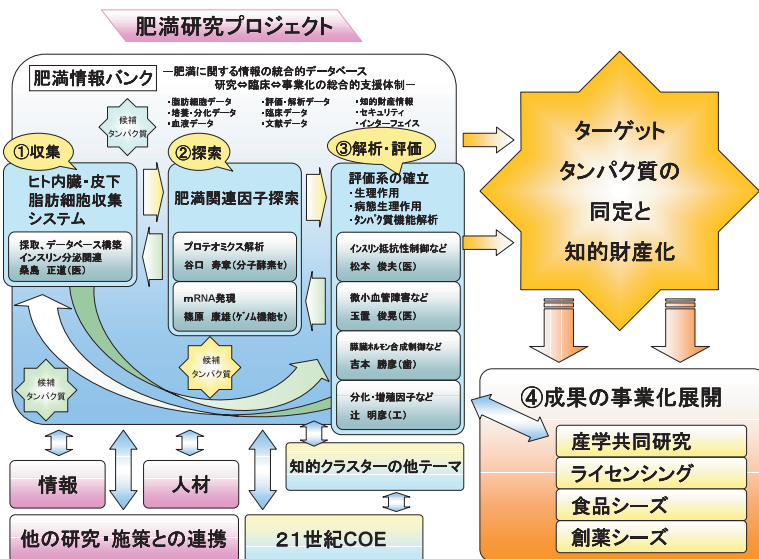 肥満研究プロジェクト
肥満情報バンク
―肥満に関する情報の統合的データベース
研究⇔臨床⇔事業化の総合的支援体制―
・脂肪細胞データ
・培養・分化データ
・血液データ
・評価・解析データ
・臨床データ
・文献データ
・知的財産情報
・セキュリティ
・インターフェイス
候補
タンパク質
①収集
ヒト内臓・皮下
脂肪細胞収集
システム
採取、データベース構築
インスリン分泌関連
桑島 正道(医)
②探索
肥満関連因子探索
プロテオミクス解析
谷口 寿章(分子酵素セ)
mRNA発現
篠原 康雄(ゲノム機能セ)
③解析・評価
評価系の確立
・生理作用
・病態生理作用
・タンパク質機能解析
インスリン抵抗性制御など
松本 俊夫(医)
微小血管障害など
玉置 俊晃(医)
膵臓ホルモン合成制御など
吉本 勝彦(歯)
分化・増殖因子など
辻 明彦(工)
候補
タンパク質
候補
タンパク質
ターゲット
タンパク質の
同定と
知的財産化
④成果の事業化展開
産学共同研究
ライセンシング
食品シーズ
創薬シーズ
情報
人材
知的クラスターの他テーマ
他の研究・施策との連携
21世紀COE